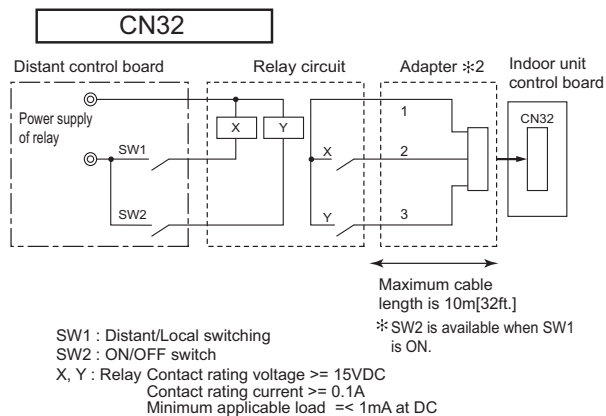 CN32
Distant control board
Relay circuit
Adapter ✻2
Indoor unit
control board
Power supply
of relay
X
Y
1
CN32
SW1
X
2
SW2
Y
3
Maximum cable
length is 10m[32ft.]
✻ SW2 is available when SW1
is ON.
SW1 : Distant/Local switching
SW2 : ON/OFF switch
X, Y : Relay Contact rating voltage >= 15VDC
Contact rating current >= 0.1A
Minimum applicable load =< 1mA at DC